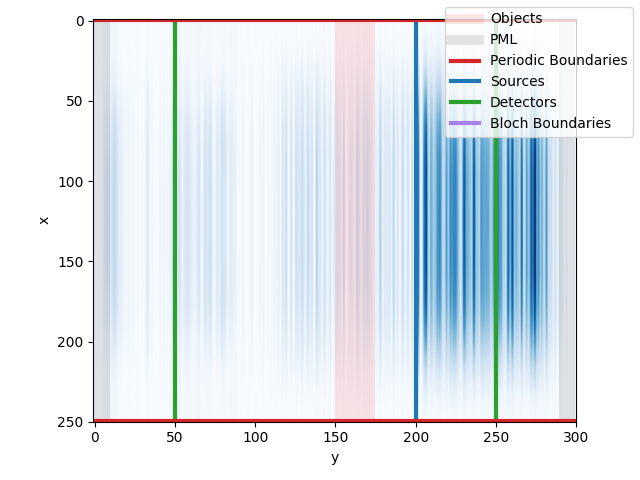 Objects
PML
Periodic Boundaries
Sources
Detectors
Bloch Boundaries
0
50
100
150
200
250
x
0
50
100
150
200
250
300
y